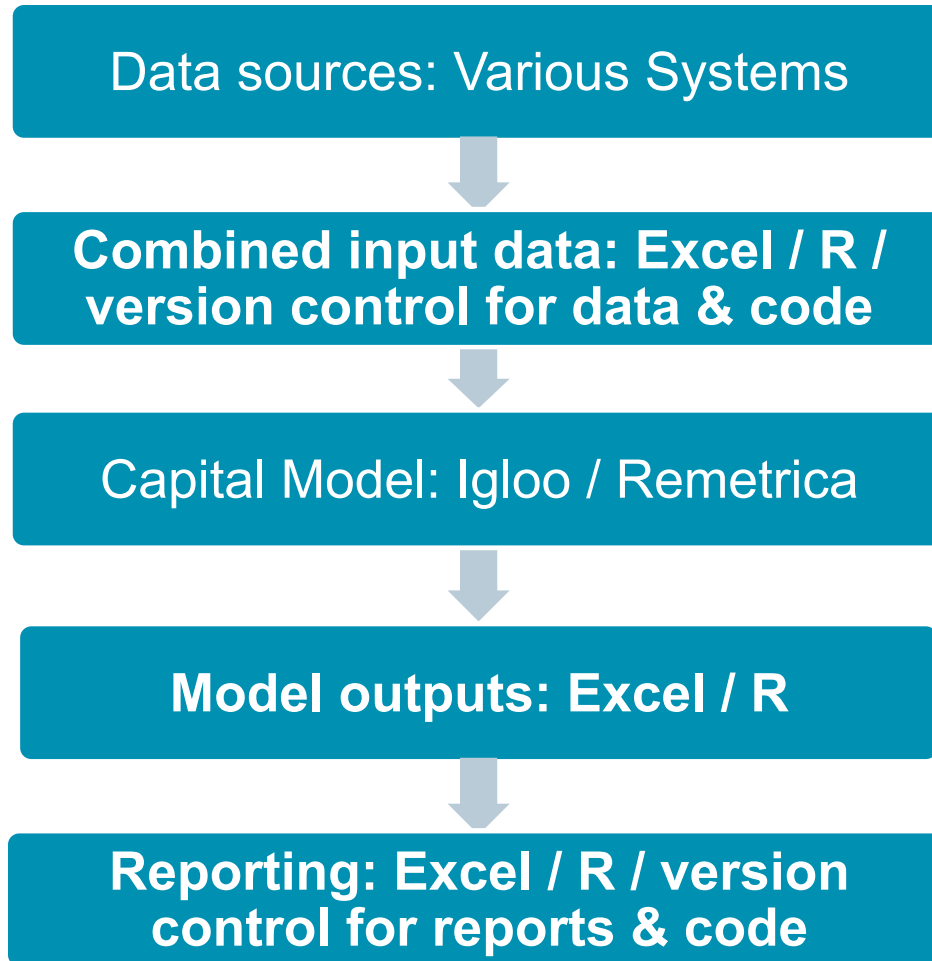 Data sources: Various Systems
Combined input data: Excel / R /
version control for data & code
Capital Model: Igloo / Remetrica
Model outputs: Excel / R
Reporting: Excel / R / version
control for reports & code